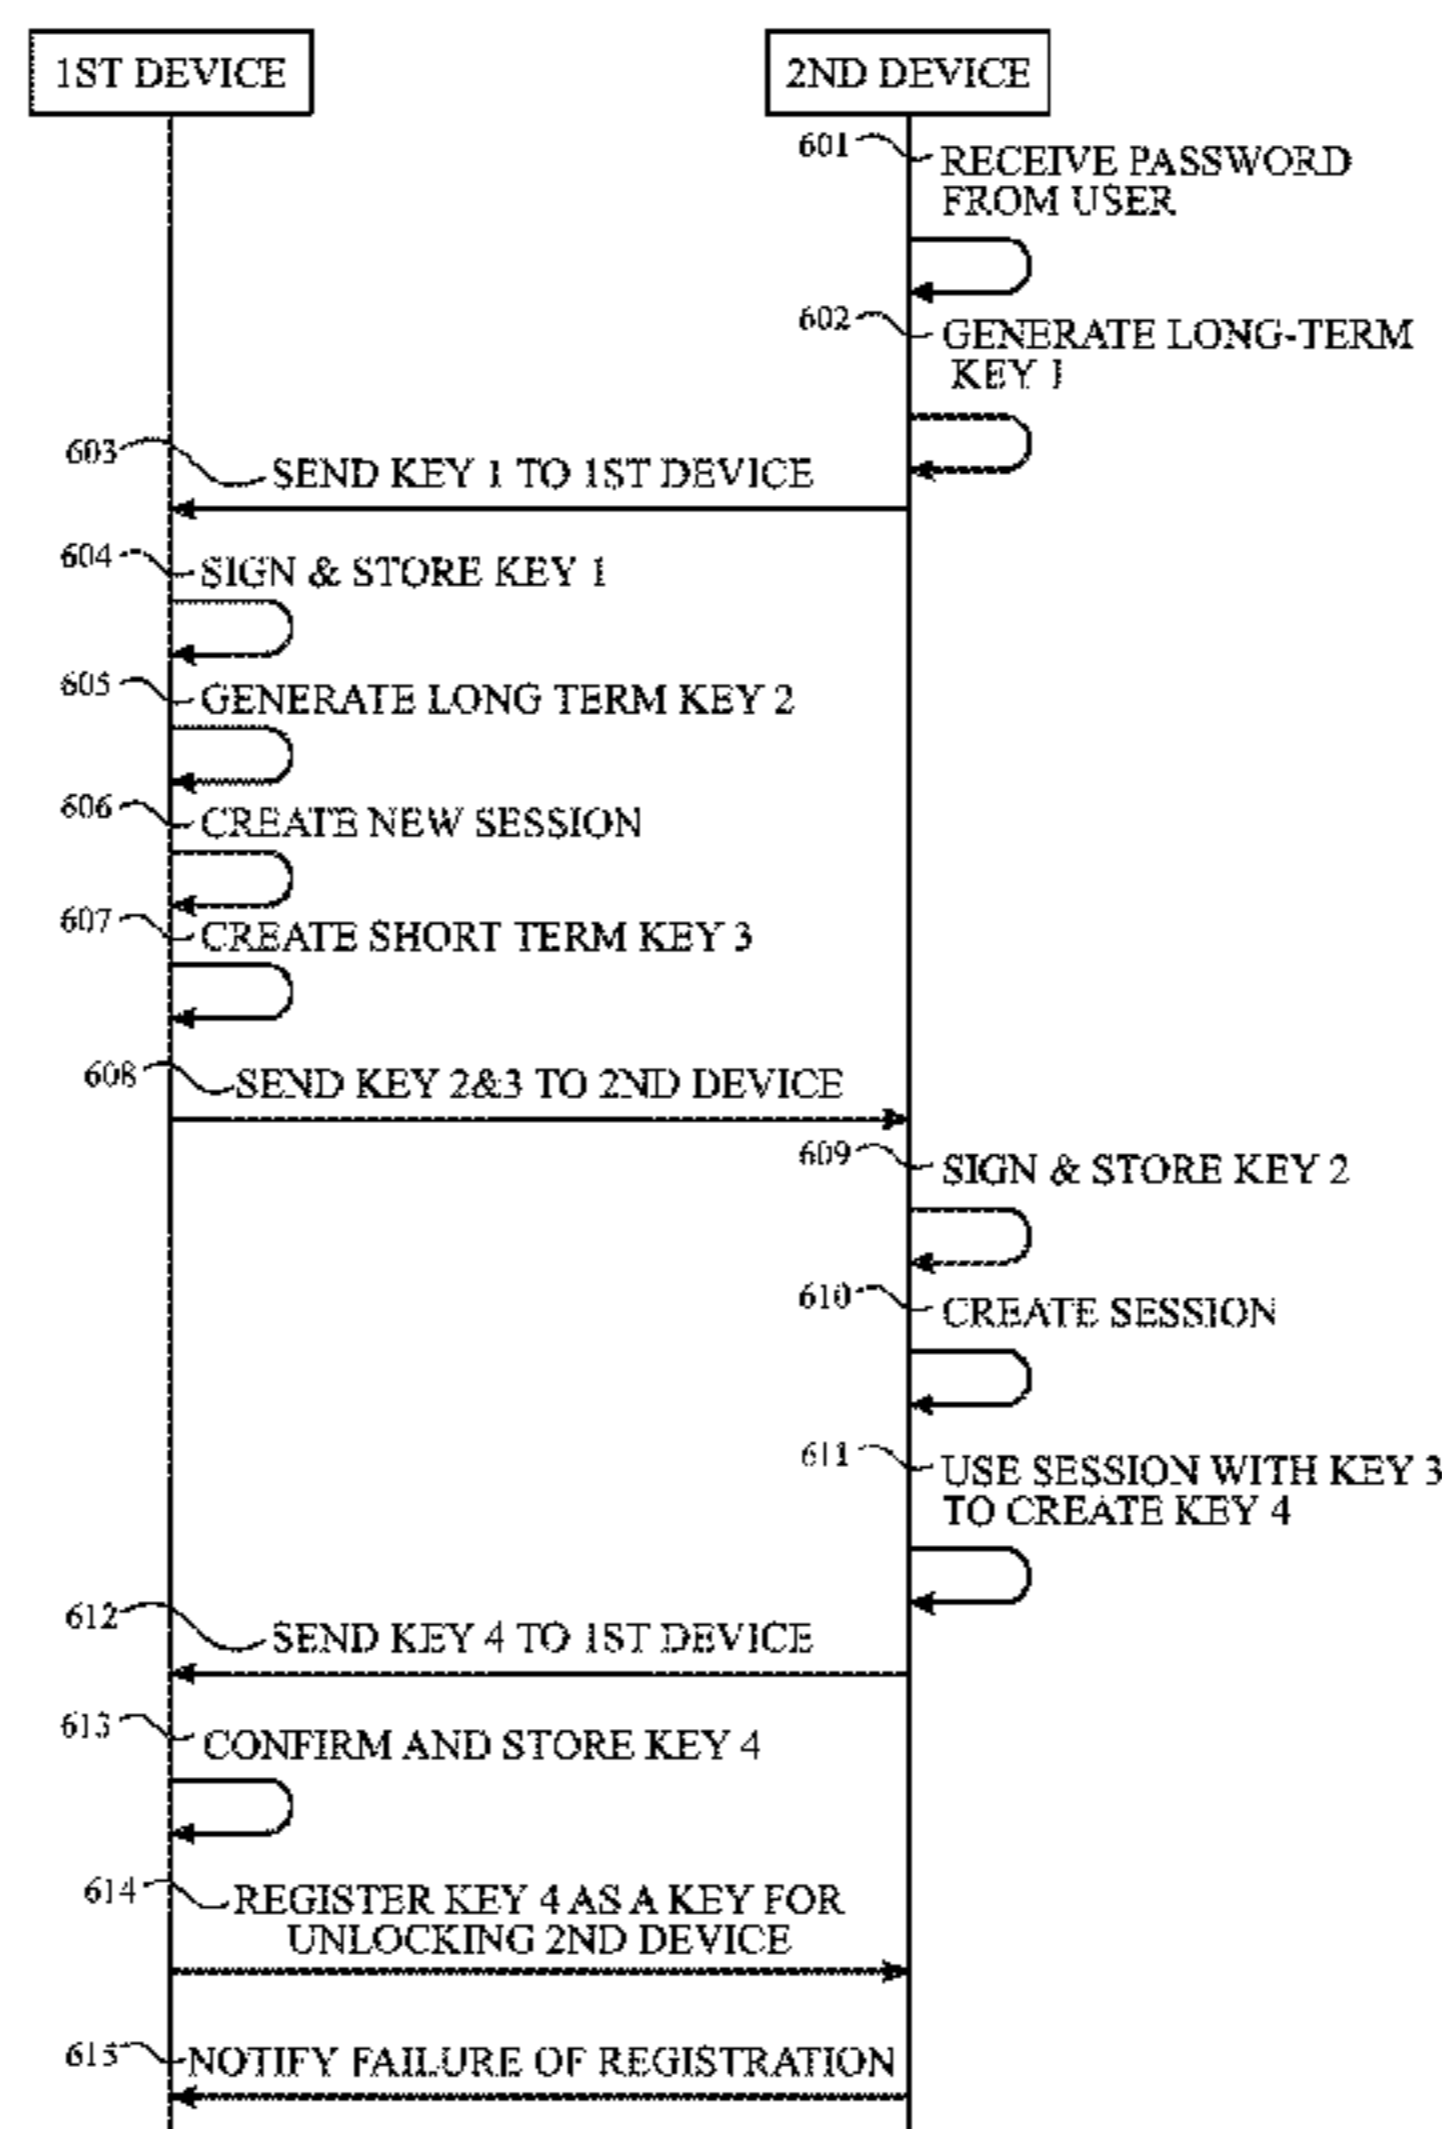 1ST DEVICE
2ND DEVICE
601
RECEIVE PASSWORD
FROM USER
602
GENERATE LONG-TERM
KEY 1
603
SEND KEY 1 TO 1ST DEVICE
604
SIGN & STORE KEY 1
605
GENERATE LONG TERM KEY 2
606
CREATE NEW SESSION
607
CREATE SHORT TERM KEY 3
608
SEND KEY 2&3 TO 2ND DEVICE
609
SIGN & STORE KEY 2
610
CREATE SESSION
611
USE SESSION WITH KEY 3
TO CREATE KEY 4
612
SEND KEY 4 TO 1ST DEVICE
613
CONFIRM AND STORE KEY 4
614
REGISTER KEY 4 AS A KEY FOR
UNLOCKING 2ND DEVICE
615
NOTIFY FAILURE OF REGISTRATION